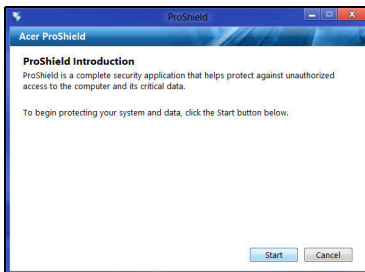 ProShield
Acer ProShield
ProShield Introduction
ProShield is a complete security application that helps protect against unauthorized
access to the computer and its critical data.
To begin protecting your system and data, click the Start button below.
Start
Cancel